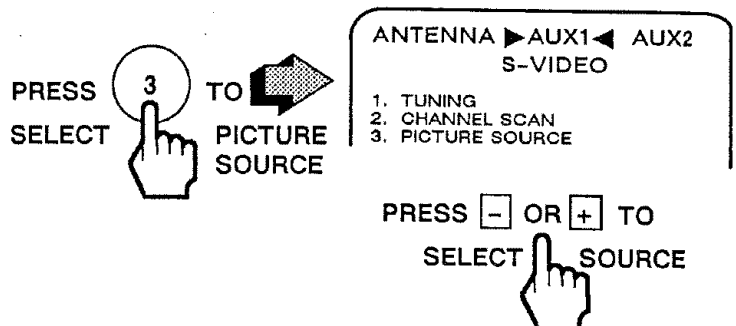 PRESS 3 TO
SELECT PICTURE
SOURCE
ANTENNA ▶AUX1◀ AUX2
S-VIDEO
1. TUNING
2. CHANNEL SCAN
3. PICTURE SOURCE
PRESS - OR + TO
SELECT SOURCE